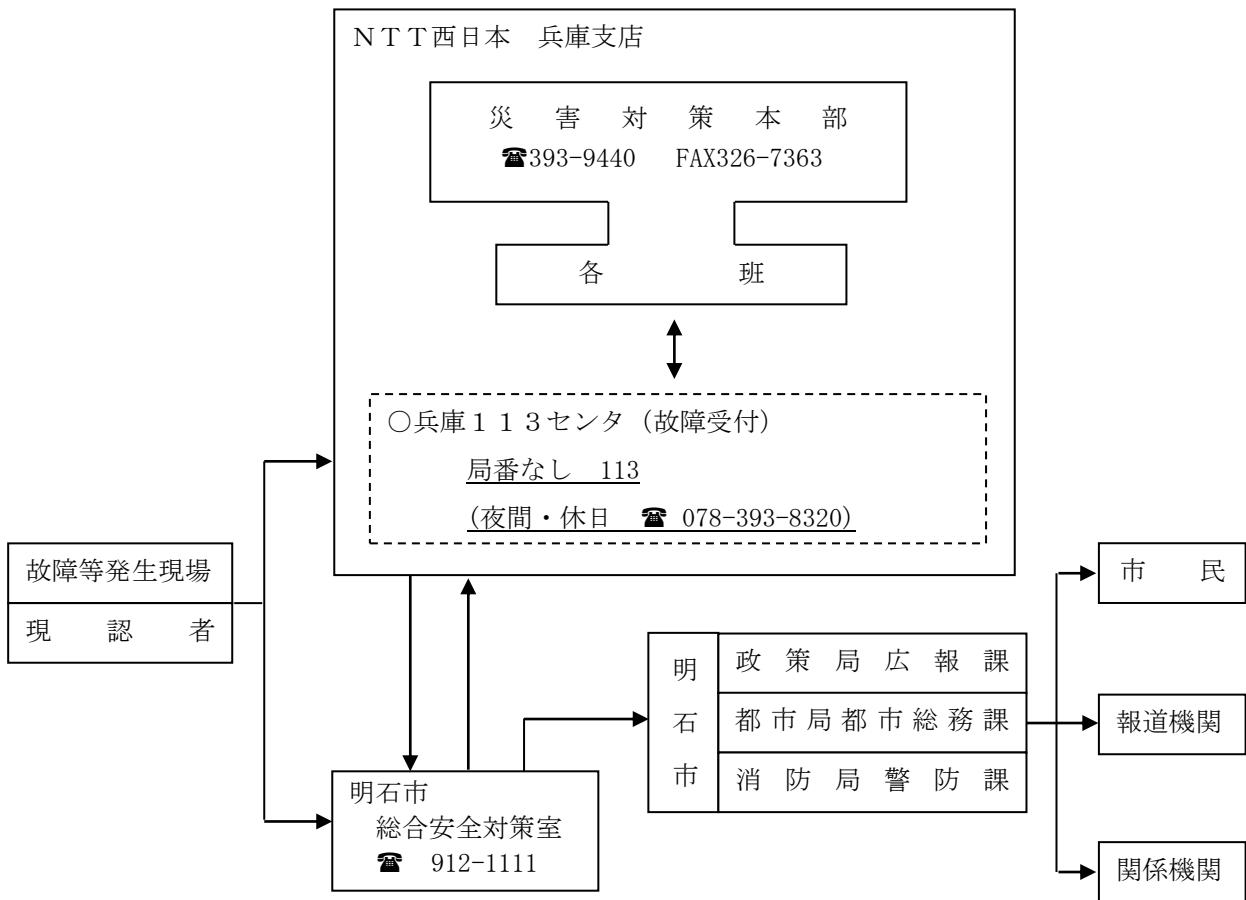 ＮＴＴ西日本　兵庫支店
災　害　対　策　本　部
☎393-9440　FAX326-7363
各　　　班
○兵庫１１３センタ（故障受付）
局番なし　113
(夜間・休日　☎ 078-393-8320)
故障等発生現場
現　認　者
明石市
総合安全対策室
☎　912-1111
明石市
政策局広報課
都市局都市総務課
消防局警防課
市　民
報道機関
関係機関